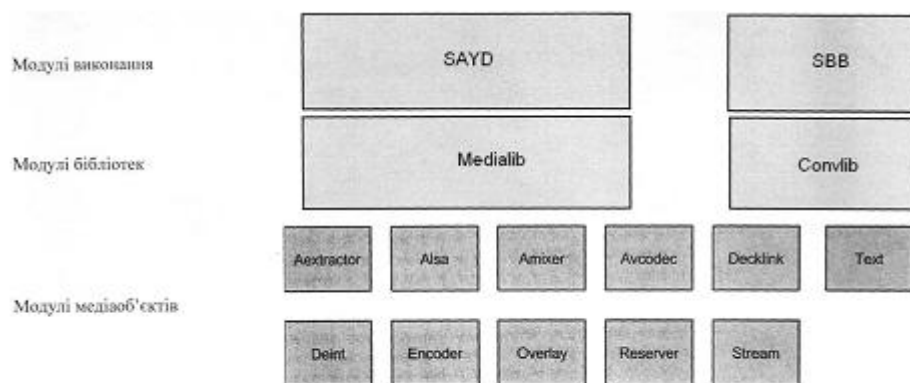 Модулі виконання
SAYD
SBB
Модулі бібліотек
Medialib
Convlib
Aextractor
Alsa
Amixer
Avcodec
Decklink
Text
Модулі медіаоб’єктів
Deint
Encoder
Overlay
Reserver
Stream